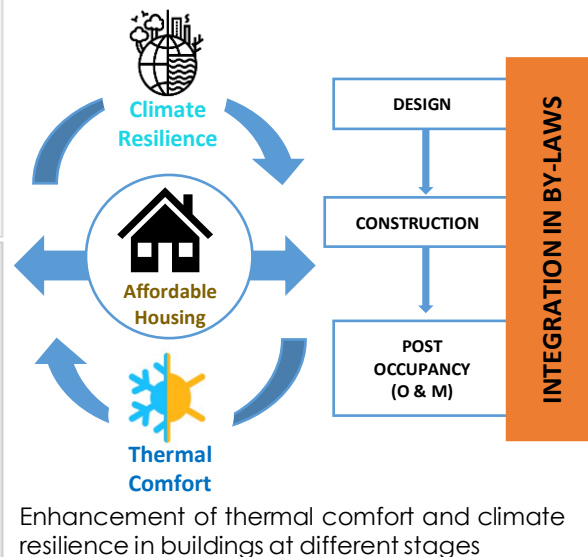 Climate
Resilience
Affordable
Housing
Thermal
Comfort
DESIGN
CONSTRUCTION
POST
OCCUPANCY
(O & M)
INTEGRATION IN BY-LAWS
Enhancement of thermal comfort and climate
resilience in buildings at different stages